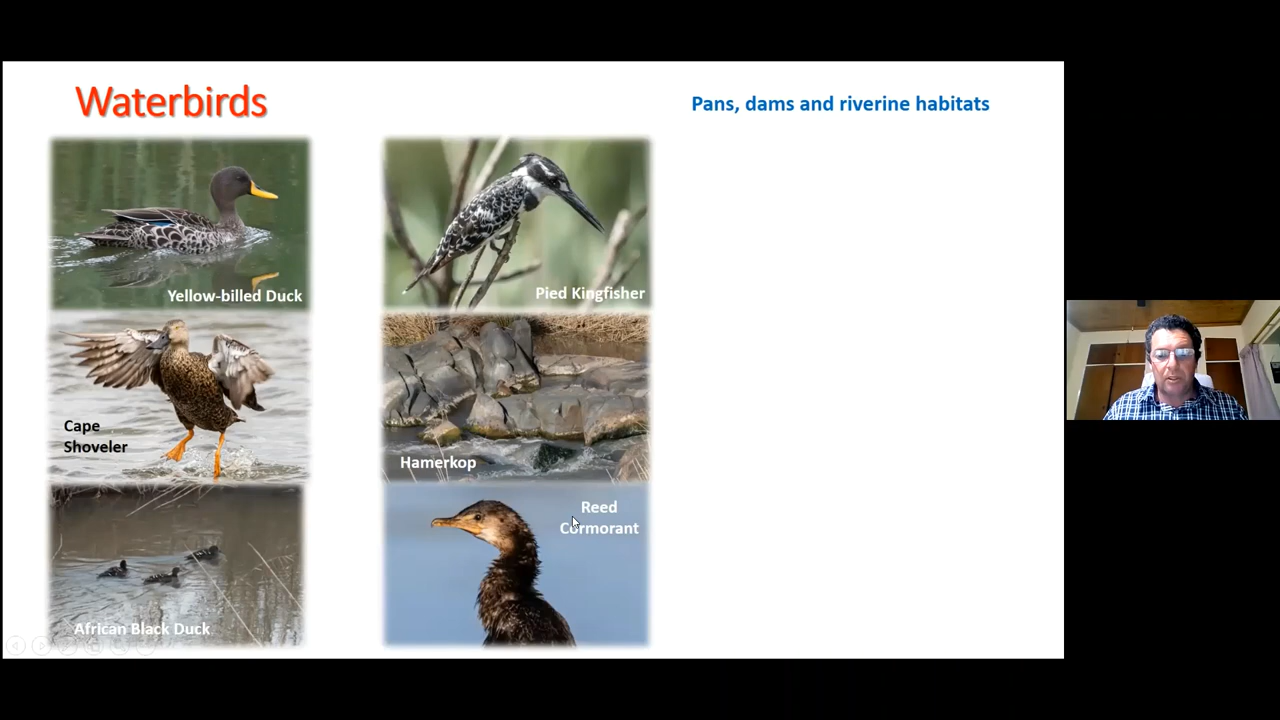 Waterbirds
Pans, dams and riverine habitats
Yellow-billed Duck
Pied Kingfisher
Cape
Shoveler
Hamerkop
Reed
Cormorant
African Black Duck